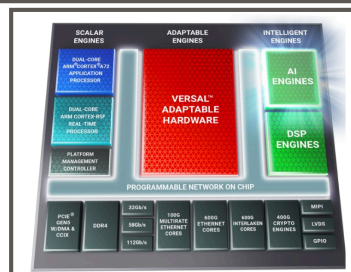 SCALAR
ENGINES
ADAPTABLE
ENGINES
INTELLIGENT
ENGINES
DUAL-CORE
ARM® CORTEX®-A72
APPLICATION
PROCESSOR
DUAL-CORE
ARM CORTEX-R5F
REAL-TIME
PROCESSOR
PLATFORM
MANAGEMENT
CONTROLLER
VERSAL™
ADAPTABLE
HARDWARE
AI
ENGINES
DSP
ENGINES
PROGRAMMABLE NETWORK ON CHIP
PCIE®
GEN5
W/DMA &
CCIX
DDR4
32Gb/s
58Gb/s
112Gb/s
100G
MULTIRATE
ETHERNET
CORES
600G
ETHERNET
CORES
600G
INTERLAKEN
CORES
400G
CRYPTO
ENGINES
MIPI
LVDS
GPIO